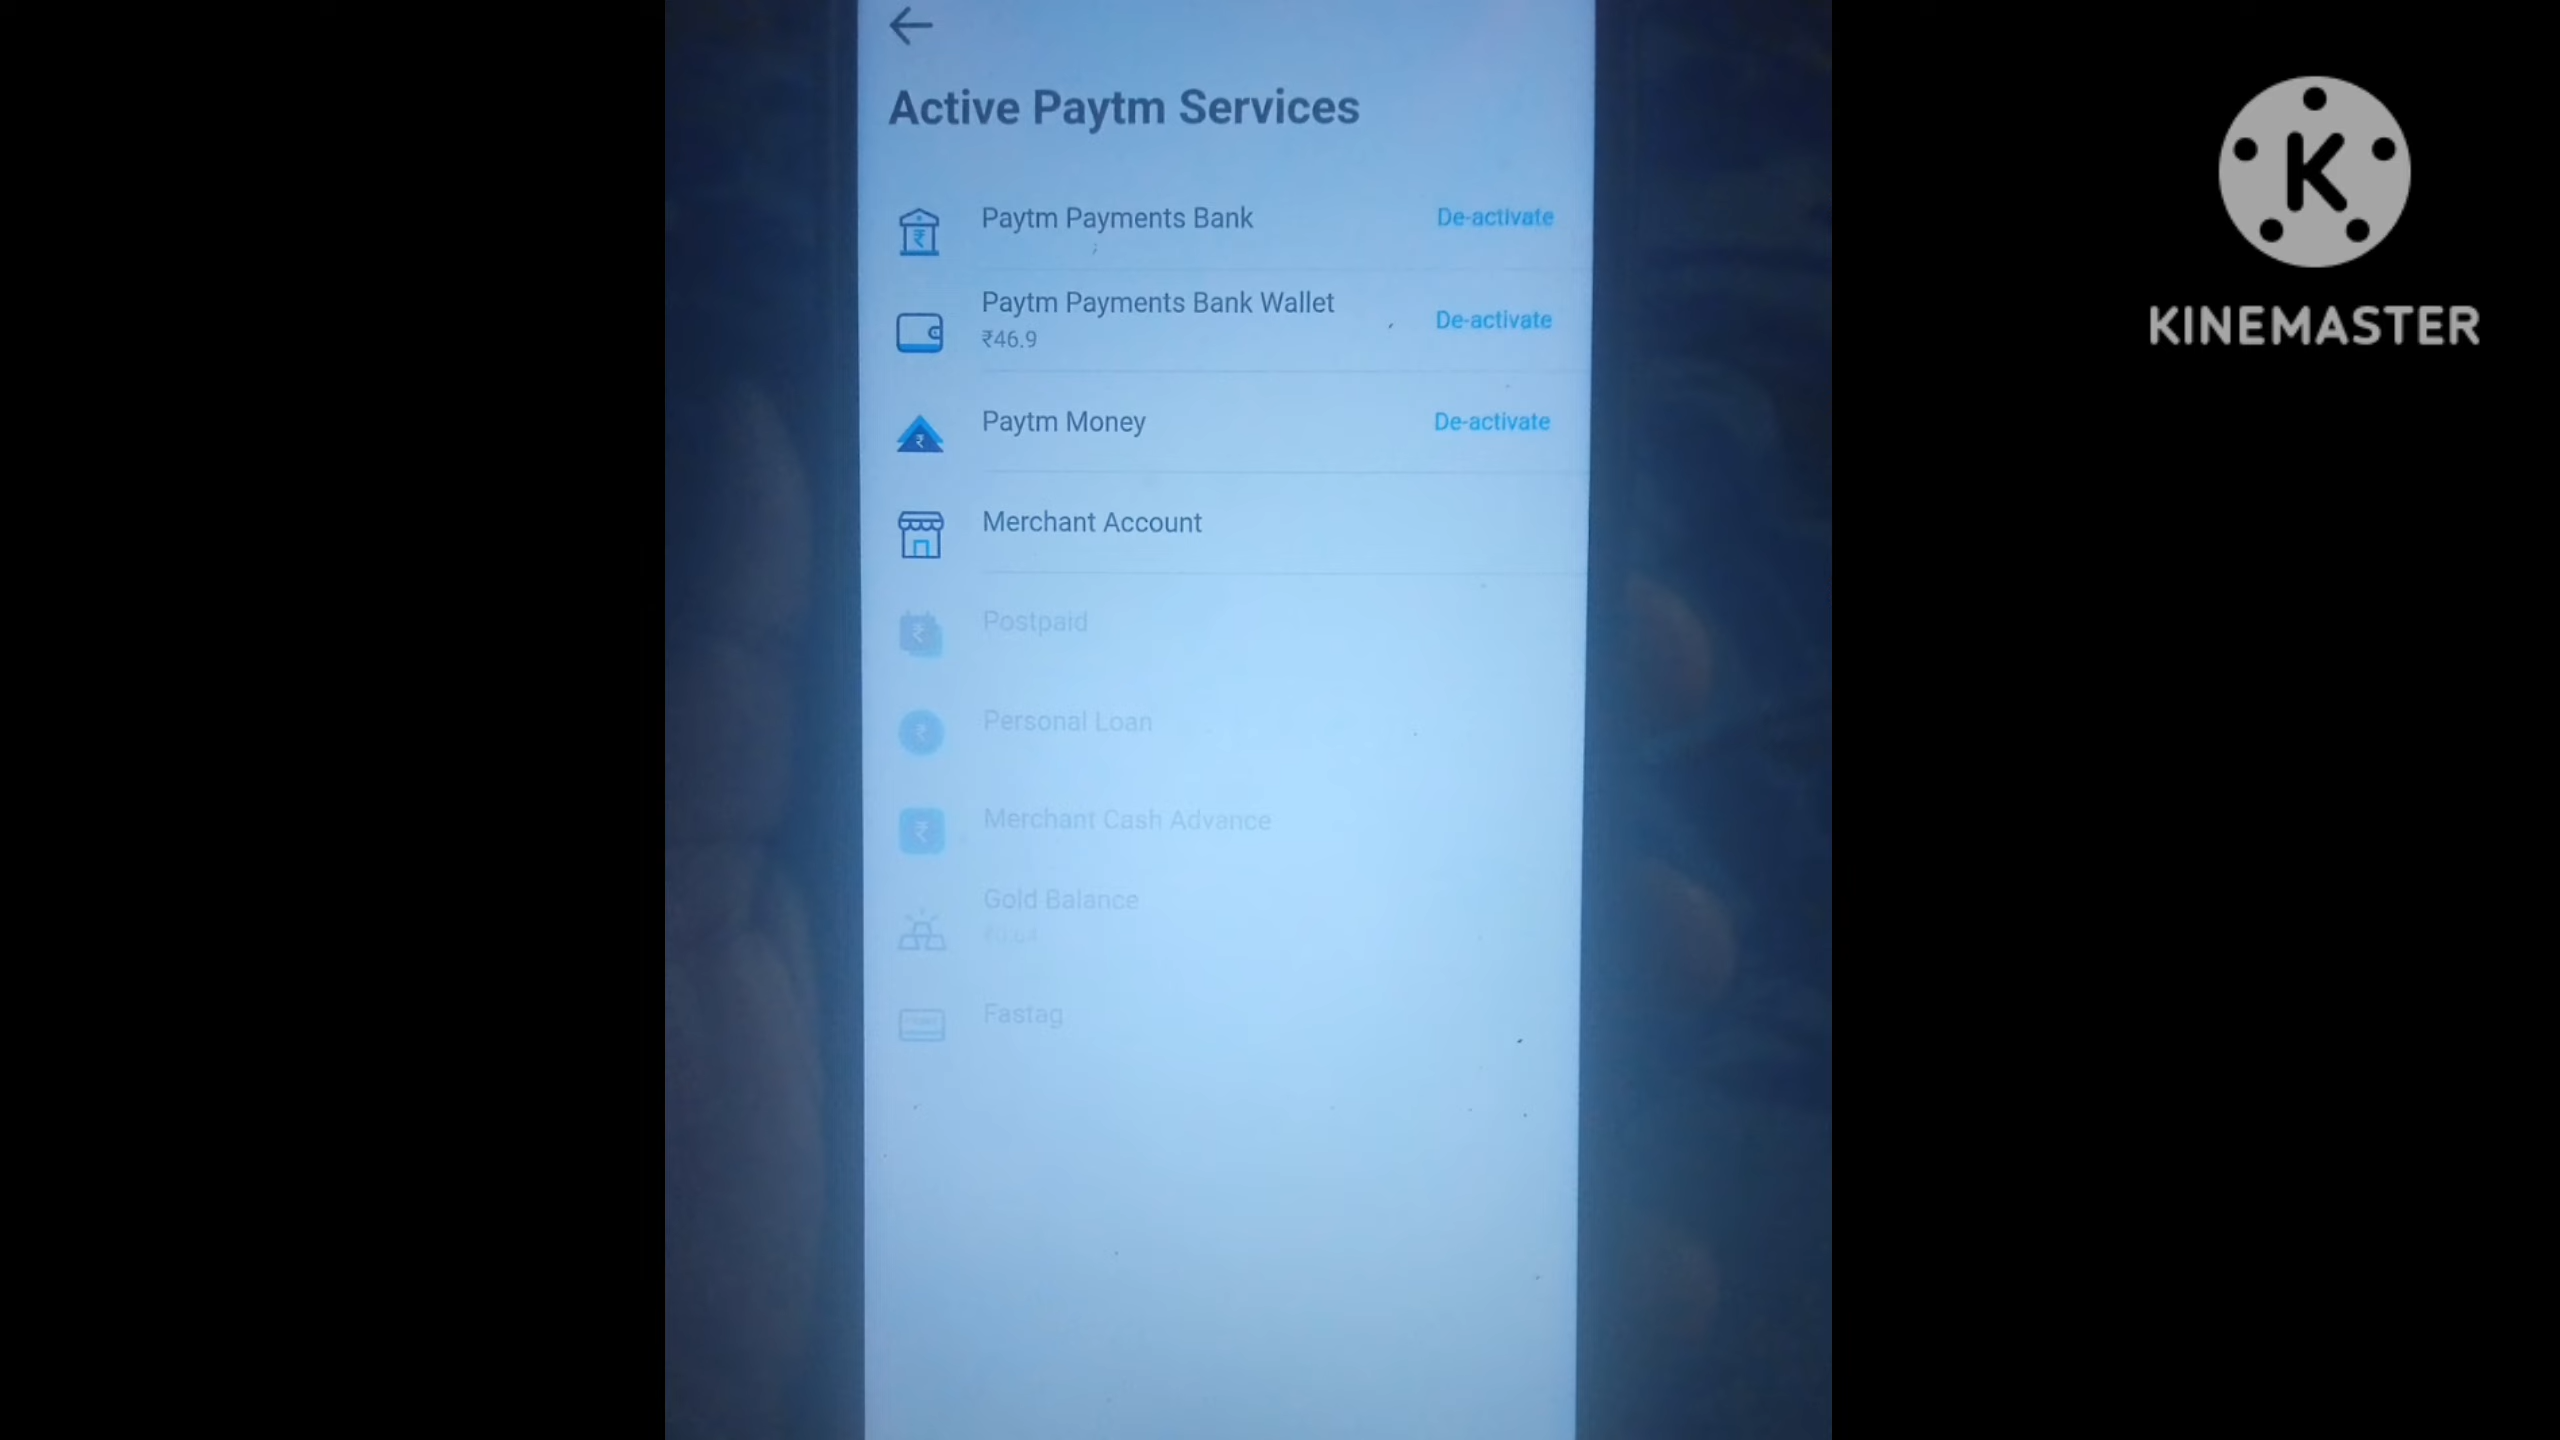 Active Paytm Services
Paytm Payments Bank
De-activate
Paytm Payments Bank Wallet
₹46.9
De-activate
Paytm Money
De-activate
Merchant Account
Postpaid
Personal Loan
Merchant Cash Advance
Gold Balance
Fastag
K
KINEMASTER